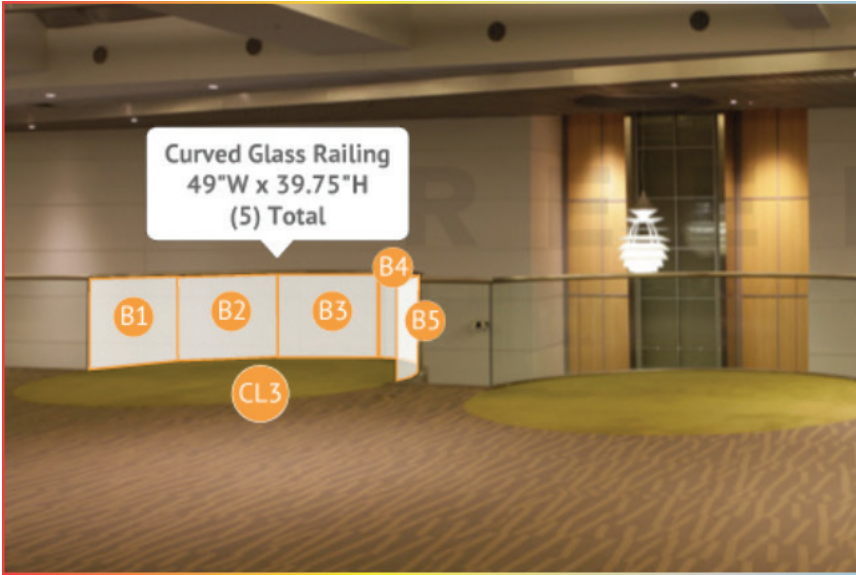 Curved Glass Railing
49"W x 39.75"H
(5) Total
B4
B1
B2
B3
B5
CL3